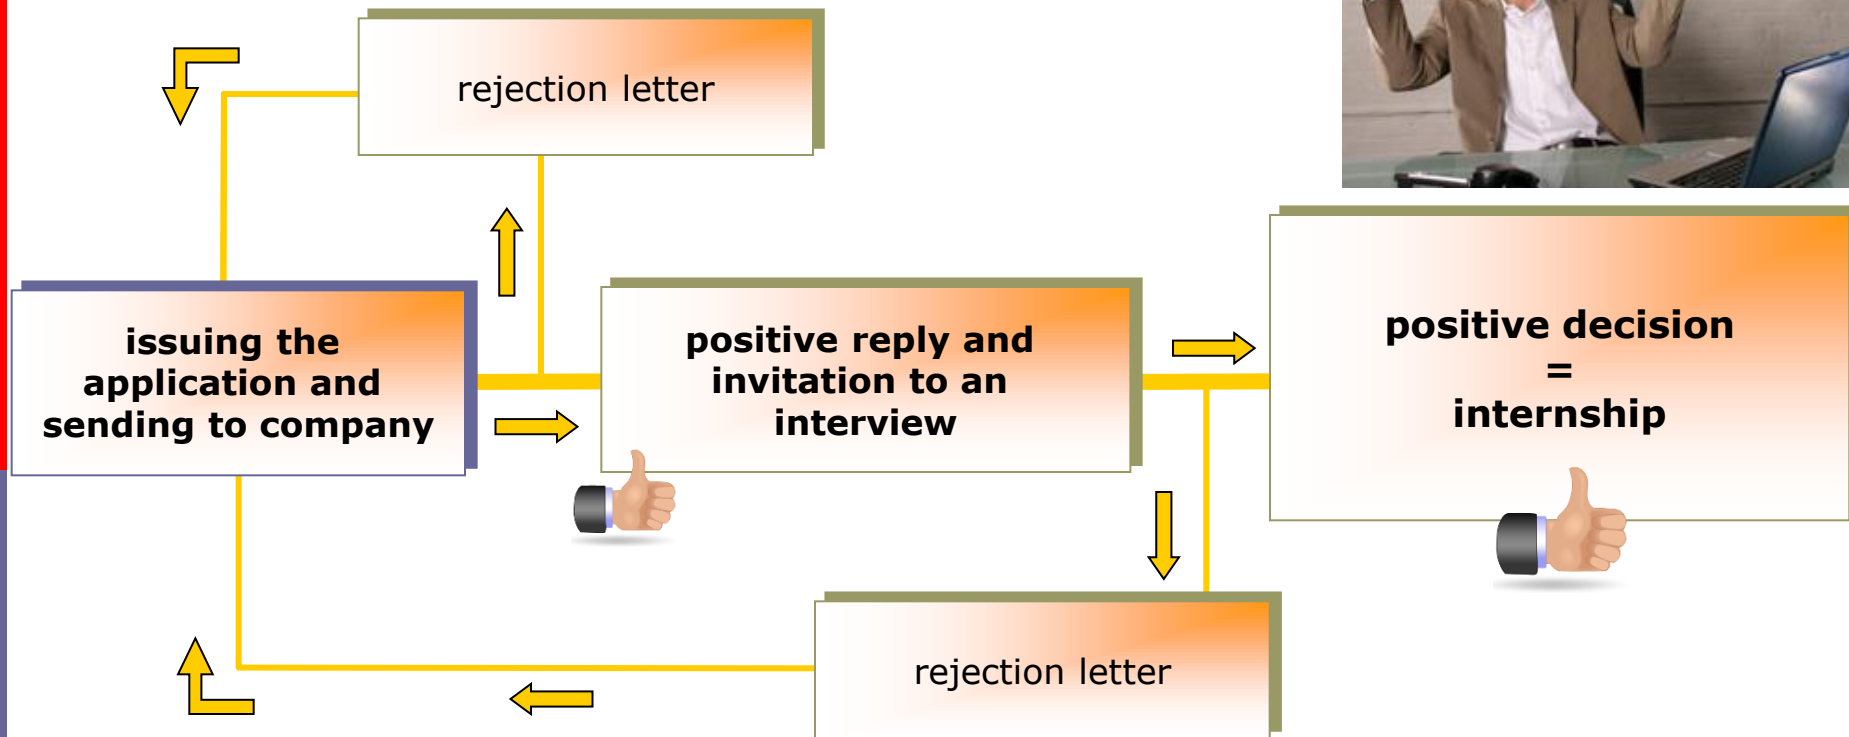 rejection letter
issuing the
application and
sending to company
positive reply and
invitation to an
interview
positive decision
=
internship
rejection letter